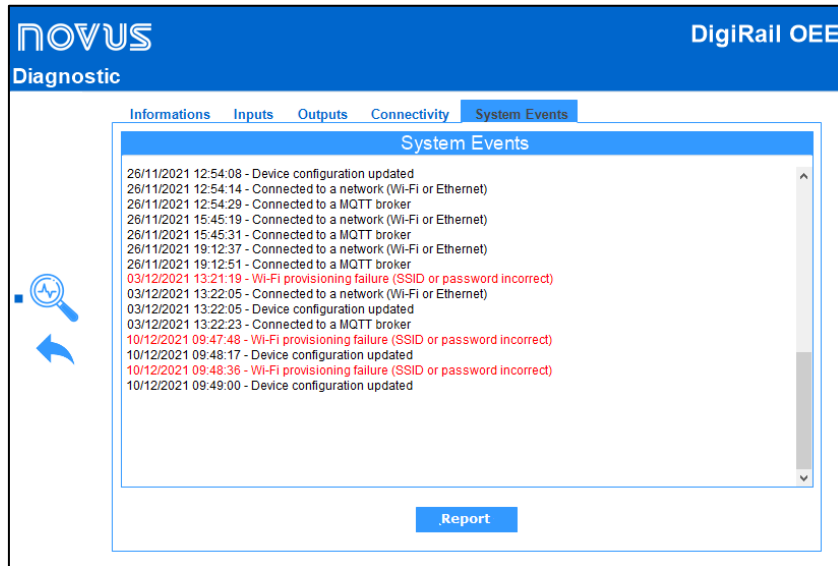 NOVUS
DigiRail OEE
Diagnostic
Informations Inputs Outputs Connectivity System Events
System Events
26/11/2021 12:54:08 - Device configuration updated
26/11/2021 12:54:14 - Connected to a network (Wi-Fi or Ethernet)
26/11/2021 12:54:29 - Connected to a MQTT broker
26/11/2021 15:45:19 - Connected to a network (Wi-Fi or Ethernet)
26/11/2021 15:45:31 - Connected to a MQTT broker
26/11/2021 19:12:37 - Connected to a network (Wi-Fi or Ethernet)
26/11/2021 19:12:51 - Connected to a MQTT broker
03/12/2021 13:21:19 - Wi-Fi provisioning failure (SSID or password incorrect)
03/12/2021 13:22:05 - Connected to a network (Wi-Fi or Ethernet)
03/12/2021 13:22:05 - Device configuration updated
03/12/2021 13:22:23 - Connected to a MQTT broker
10/12/2021 09:47:48 - Wi-Fi provisioning failure (SSID or password incorrect)
10/12/2021 09:48:17 - Device configuration updated
10/12/2021 09:48:36 - Wi-Fi provisioning failure (SSID or password incorrect)
10/12/2021 09:49:00 - Device configuration updated
Report